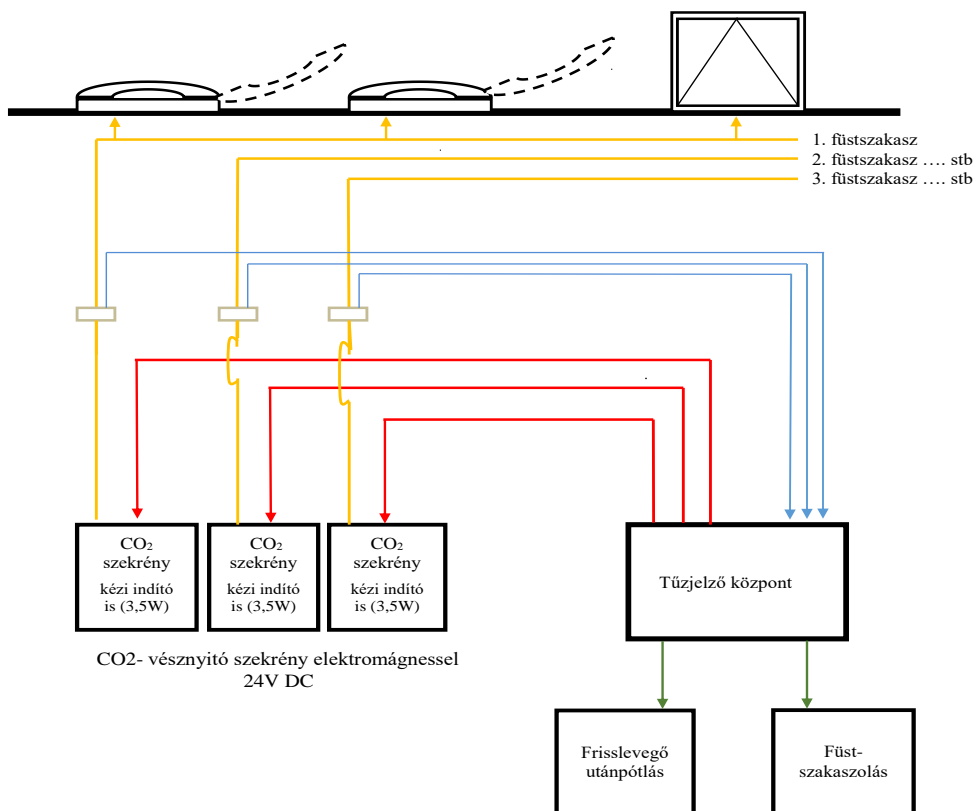 1. füstszakasz
2. füstszakasz …. stb
3. füstszakasz …. stb
CO₂
szekrény
kézi indító
is (3,5W)
CO₂
szekrény
kézi indító
is (3,5W)
CO₂
szekrény
kézi indító
is (3,5W)
Tűzjelző központ
CO2- vésznyitó szekrény elektromágnessel
24V DC
Frisslevegő
utánpótlás
Füst-
szakaszolás